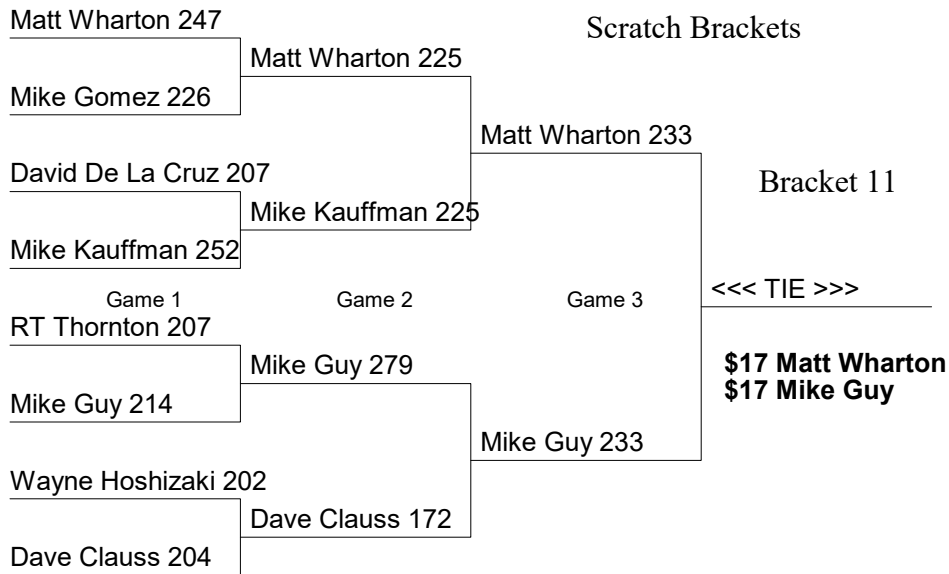 Scratch Brackets
Bracket 11
Matt Wharton 247
Mike Gomez 226
David De La Cruz 207
Mike Kauffman 252
Game 1
RT Thornton 207
Mike Guy 214
Wayne Hoshizaki 202
Dave Clauss 204
Matt Wharton 225
Mike Kauffman 225
Game 2
Mike Guy 279
Dave Clauss 172
Matt Wharton 233
Game 3
Mike Guy 233
<<< TIE >>>
$17 Matt Wharton
$17 Mike Guy